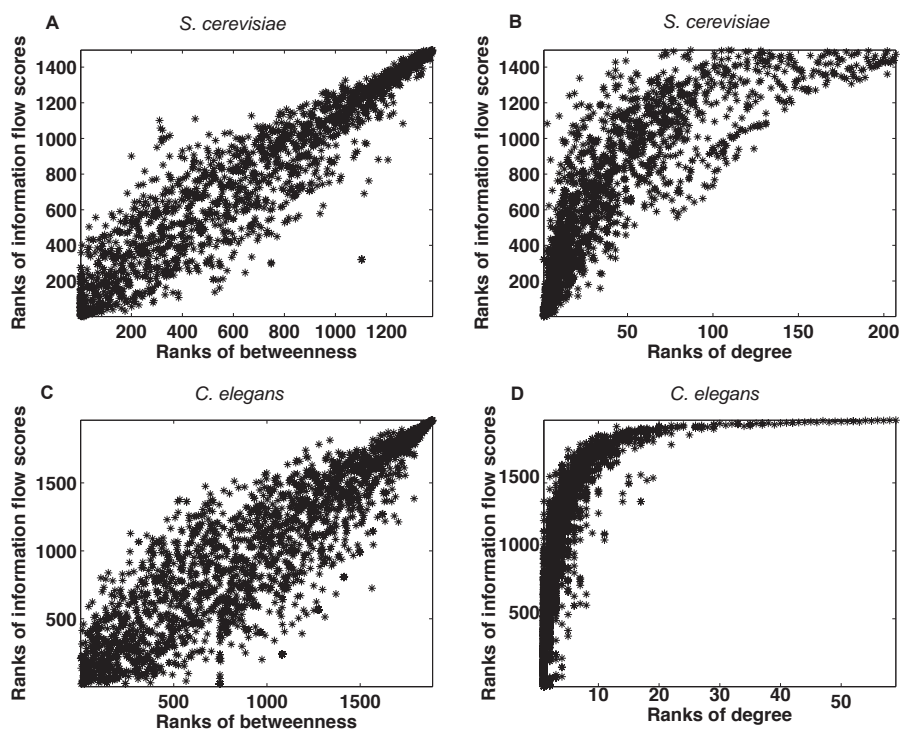 A
S. cerevisiae
Ranks of information flow scores
1400
1200
1000
800
600
400
200
200 400 600 800 1000 1200
Ranks of betweenness
B
S. cerevisiae
Ranks of information flow scores
1400
1200
1000
800
600
400
200
50 100 150 200
Ranks of degree
C
C. elegans
Ranks of information flow scores
1500
1000
500
500 1000 1500
Ranks of betweenness
D
C. elegans
Ranks of information flow scores
1500
1000
500
10 20 30 40 50
Ranks of degree